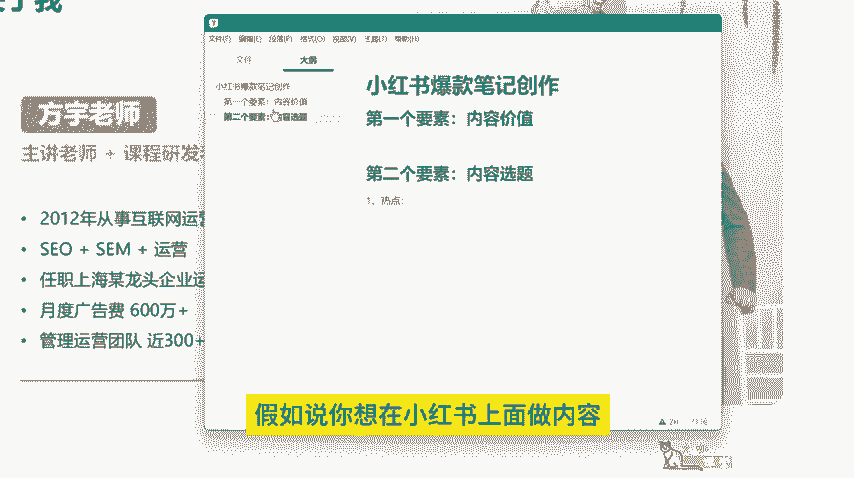 关于我
方宇老师
主讲老师 + 课程研发
2012年从事互联网运营
SEO + SEM + 运营
任职上海某龙头企业运
月度广告费 600万+
管理运营团队 近300+
文件(F) 编辑(E) 段落(P) 格式(O) 视图(V) 主题(T) 帮助(H)
文件 大纲
小红书爆款笔记创作
第一个要素：内容价值
第二个要素：内容选题
小红书爆款笔记创作
第一个要素：内容价值
第二个要素：内容选题
1、热点：
假如说你想在小红书上面做内容